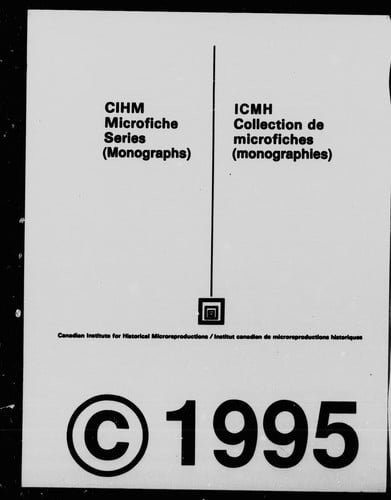 CIHM
Microfiche
Series
(Monographs)
ICMH
Collection de
microfiches
(monographies)
Canadian Institute for Historical Microreproductions / Institut canadien de microreproductions historiques
© 1995